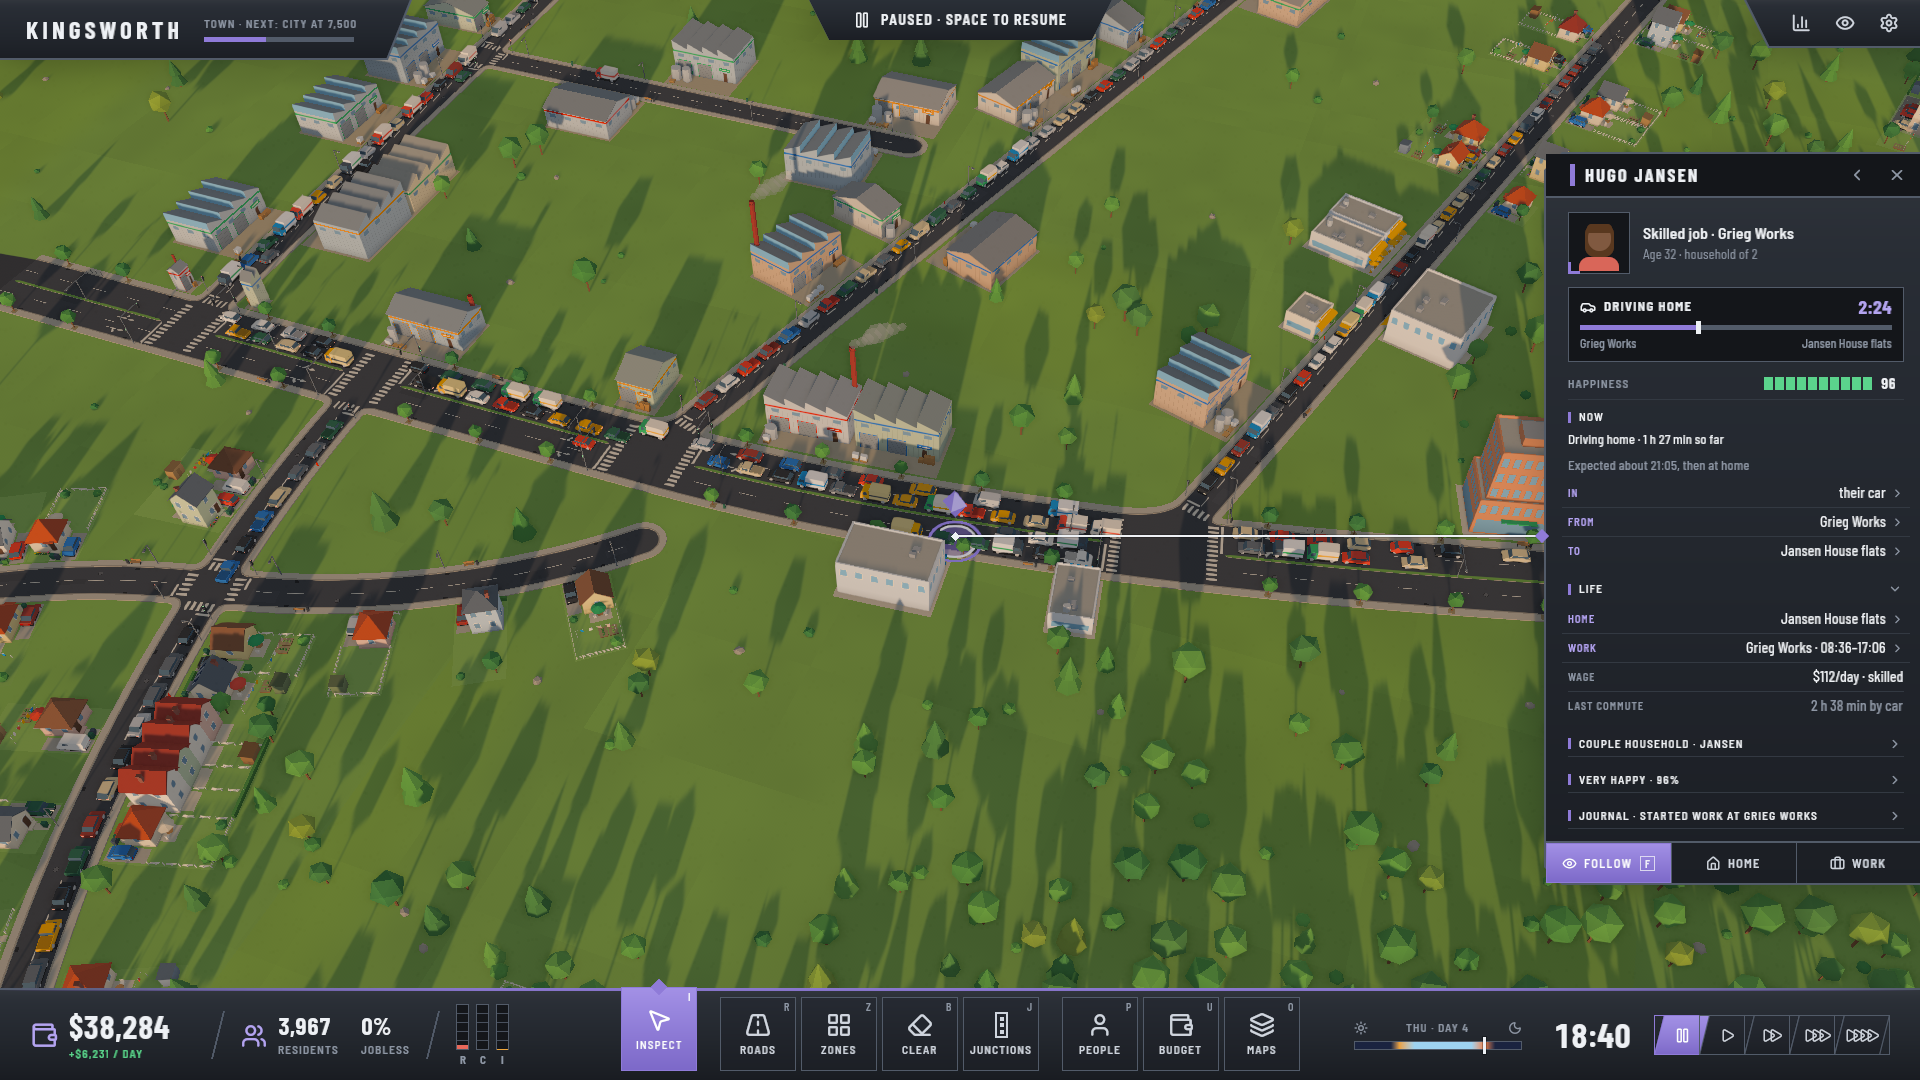 KINGSWORTH
TOWN · NEXT: CITY AT 7,500
PAUSED · SPACE TO RESUME
HUGO JANSEN
Skilled job · Grieg Works
Age 32 · household of 2
DRIVING HOME
2:24
Grieg Works
Jansen House flats
HAPPINESS
96
NOW
Driving home · 1 h 27 min so far
Expected about 21:05, then at home
IN
their car
FROM
Grieg Works
TO
Jansen House flats
LIFE
HOME
Jansen House flats
WORK
Grieg Works · 08:36–17:06
WAGE
$112/day · skilled
LAST COMMUTE
2 h 38 min by car
COUPLE HOUSEHOLD · JANSEN
VERY HAPPY · 96%
JOURNAL · STARTED WORK AT GRIEG WORKS
FOLLOW F
HOME
WORK
$38,284
+$6,231 / DAY
3,967
RESIDENTS
0%
JOBLESS
R C I
I
INSPECT
R
ROADS
Z
ZONES
B
CLEAR
J
JUNCTIONS
P
PEOPLE
U
BUDGET
O
MAPS
THU · DAY 4
18:40